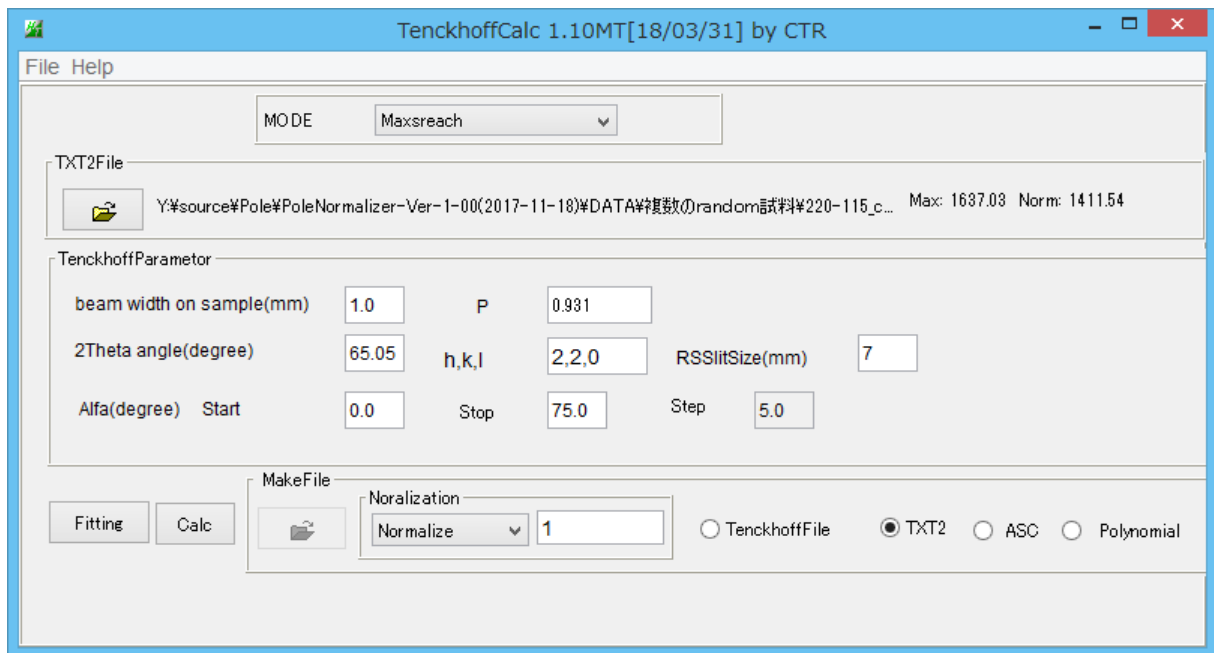 TenckhoffCalc 1.10MT[18/03/31] by CTR
File Help
MODE Maxsreach
TXT2File
Y:¥source¥Pole¥PoleNormalizer-Ver-1-00(2017-11-18)¥DATA¥複数のrandom試料¥220-115_c... Max: 1637.03 Norm: 1411.54
TenckhoffParametor
beam width on sample(mm) 1.0 P 0.931
2Theta angle(degree) 65.05 h,k,l 2,2,0 RSSlitSize(mm) 7
Alfa(degree) Start 0.0 Stop 75.0 Step 5.0
MakeFile
Noralization
Fitting Calc Normalize 1 TenckhoffFile TXT2 ASC Polynomial